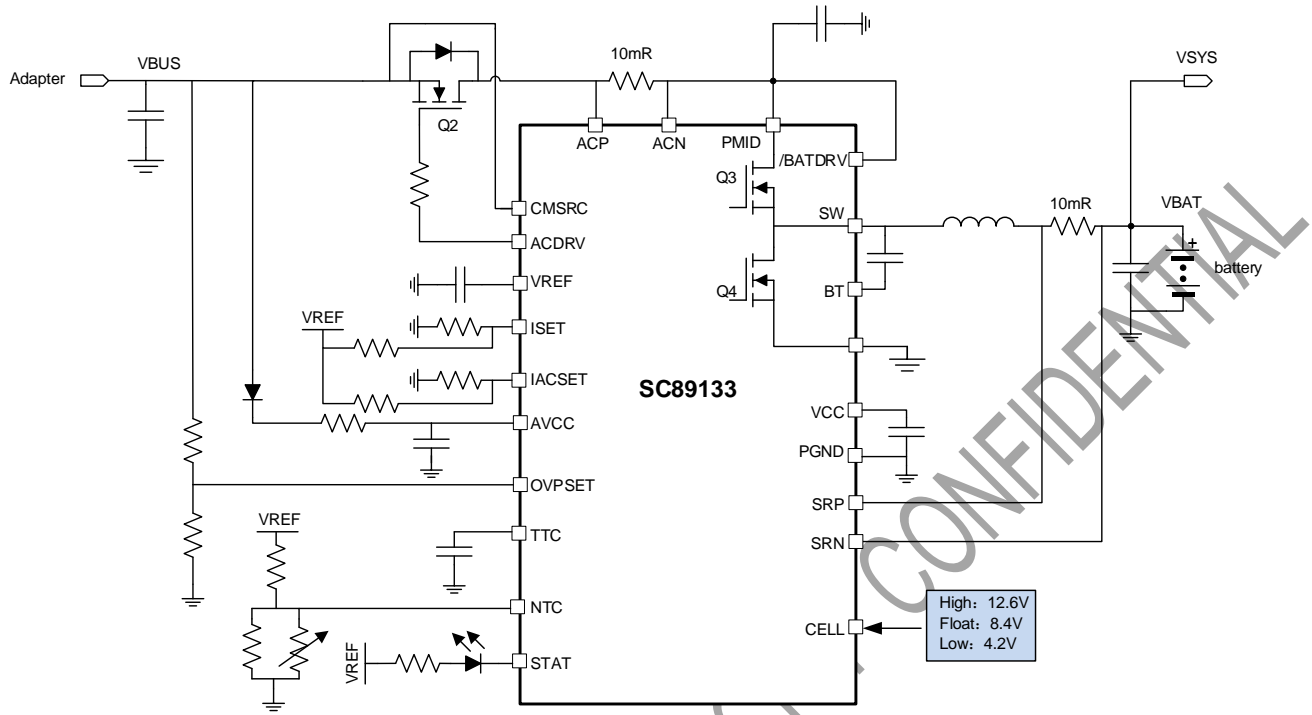 10mR
VBUS
VSYS
Adapter
Q2
ACP
ACN
PMID
/BATDRV
Q3
CMSRC
SW
10mR
VBAT
ACDRV
+
battery
VREF
Q4
BT
VREF
ISET
IACSET
SC89133
AVCC
VCC
PGND
OVPSET
SRP
VREF
TTC
SRN
NTC
High: 12.6V
Float: 8.4V
Low: 4.2V
CELL
VREF
STAT
CONFIDENTIAL